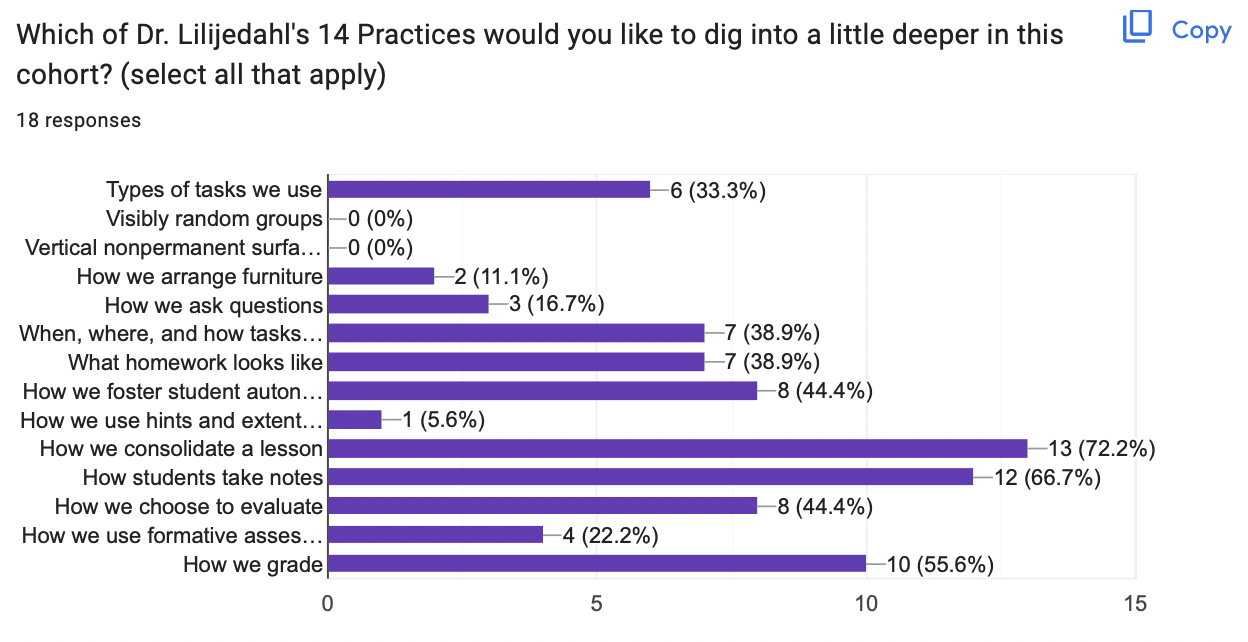 Which of Dr. Lilijedahl's 14 Practices would you like to dig into a little deeper in this
cohort? (select all that apply)
Copy
18 responses
Types of tasks we use 6 (33.3%)
Visibly random groups 0 (0%)
Vertical nonpermanent surfa... 0 (0%)
How we arrange furniture 2 (11.1%)
How we ask questions 3 (16.7%)
When, where, and how tasks... 7 (38.9%)
What homework looks like 7 (38.9%)
How we foster student auton... 8 (44.4%)
How we use hints and extent... 1 (5.6%)
How we consolidate a lesson 13 (72.2%)
How students take notes 12 (66.7%)
How we choose to evaluate 8 (44.4%)
How we use formative asses... 4 (22.2%)
How we grade 10 (55.6%)
0 5 10 15